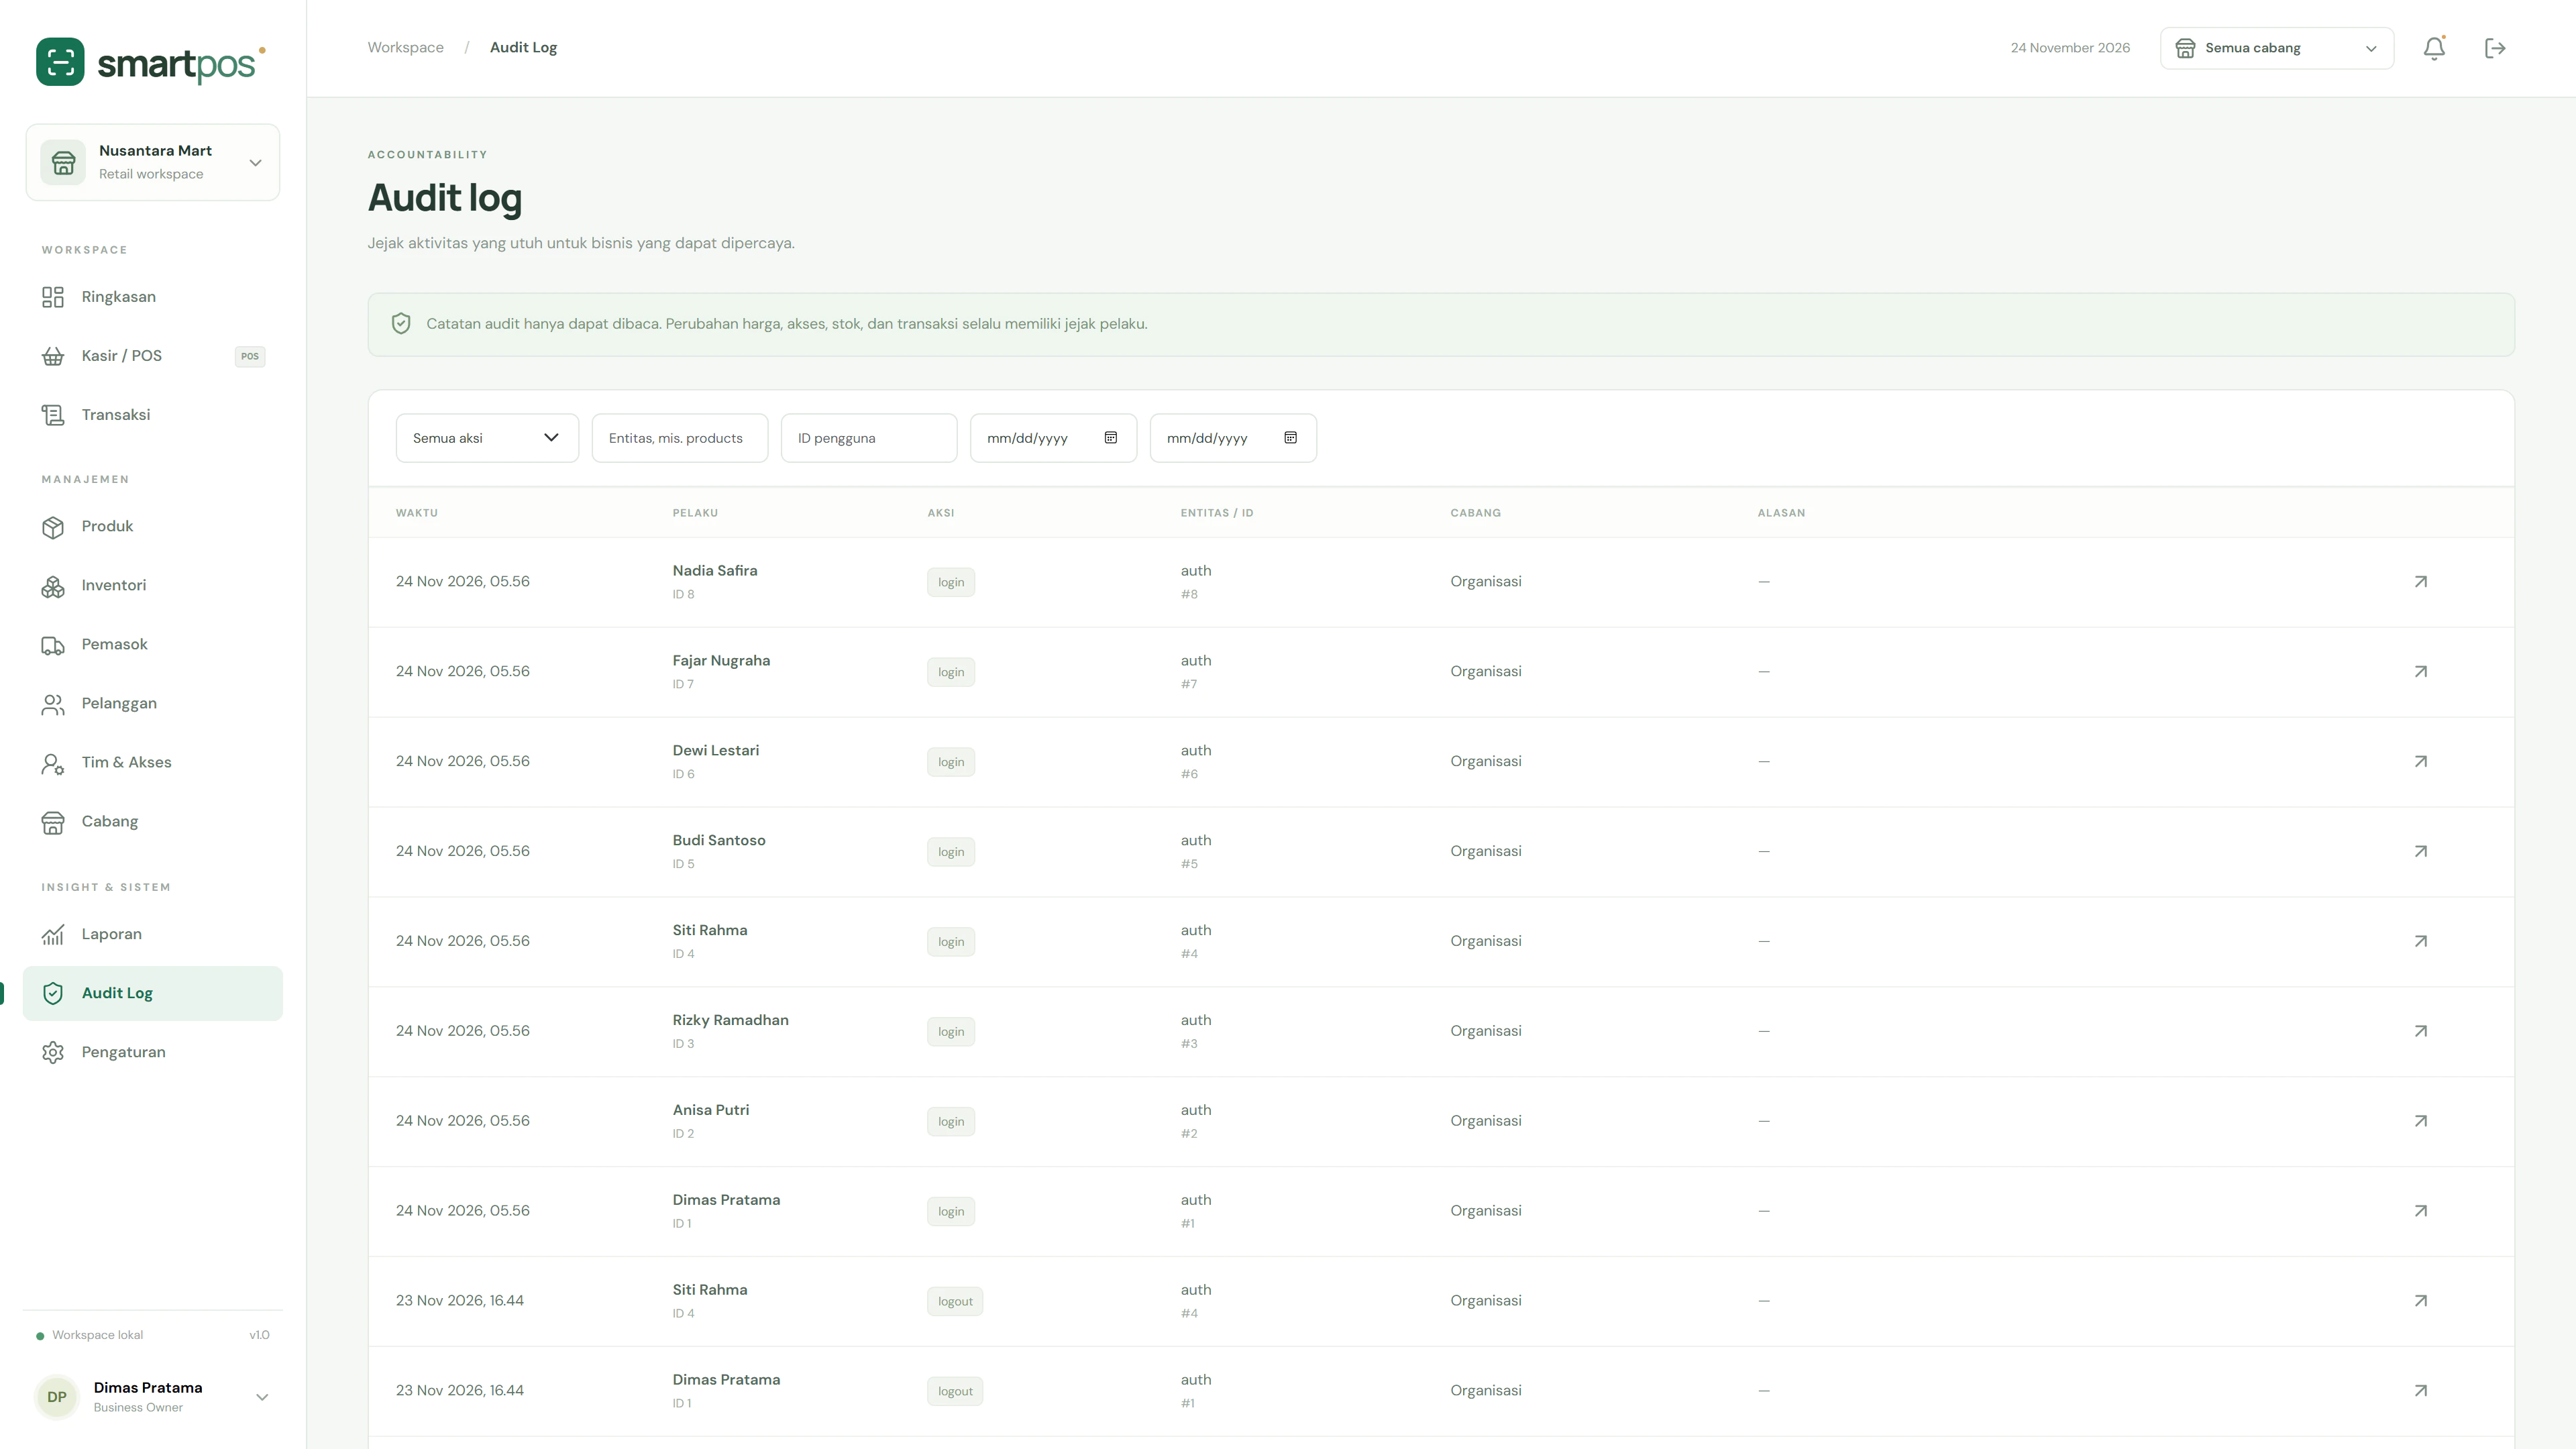 smartpos
Nusantara Mart
Retail workspace
WORKSPACE
Ringkasan
Kasir / POS
POS
Transaksi
MANAJEMEN
Produk
Inventori
Pemasok
Pelanggan
Tim & Akses
Cabang
INSIGHT & SISTEM
Laporan
Audit Log
Pengaturan
Workspace lokal
v1.0
DP
Dimas Pratama
Business Owner
Workspace / Audit Log
24 November 2026
Semua cabang
ACCOUNTABILITY
Audit log
Jejak aktivitas yang utuh untuk bisnis yang dapat dipercaya.
Catatan audit hanya dapat dibaca. Perubahan harga, akses, stok, dan transaksi selalu memiliki jejak pelaku.
Semua aksi
Entitas, mis. products
ID pengguna
mm/dd/yyyy
mm/dd/yyyy
WAKTU PELAKU AKSI ENTITAS / ID CABANG ALASAN
24 Nov 2026, 05.56 Nadia Safira login auth Organisasi —
ID 8 #8
24 Nov 2026, 05.56 Fajar Nugraha login auth Organisasi —
ID 7 #7
24 Nov 2026, 05.56 Dewi Lestari login auth Organisasi —
ID 6 #6
24 Nov 2026, 05.56 Budi Santoso login auth Organisasi —
ID 5 #5
24 Nov 2026, 05.56 Siti Rahma login auth Organisasi —
ID 4 #4
24 Nov 2026, 05.56 Rizky Ramadhan login auth Organisasi —
ID 3 #3
24 Nov 2026, 05.56 Anisa Putri login auth Organisasi —
ID 2 #2
24 Nov 2026, 05.56 Dimas Pratama login auth Organisasi —
ID 1 #1
23 Nov 2026, 16.44 Siti Rahma logout auth Organisasi —
ID 4 #4
23 Nov 2026, 16.44 Dimas Pratama logout auth Organisasi —
ID 1 #1